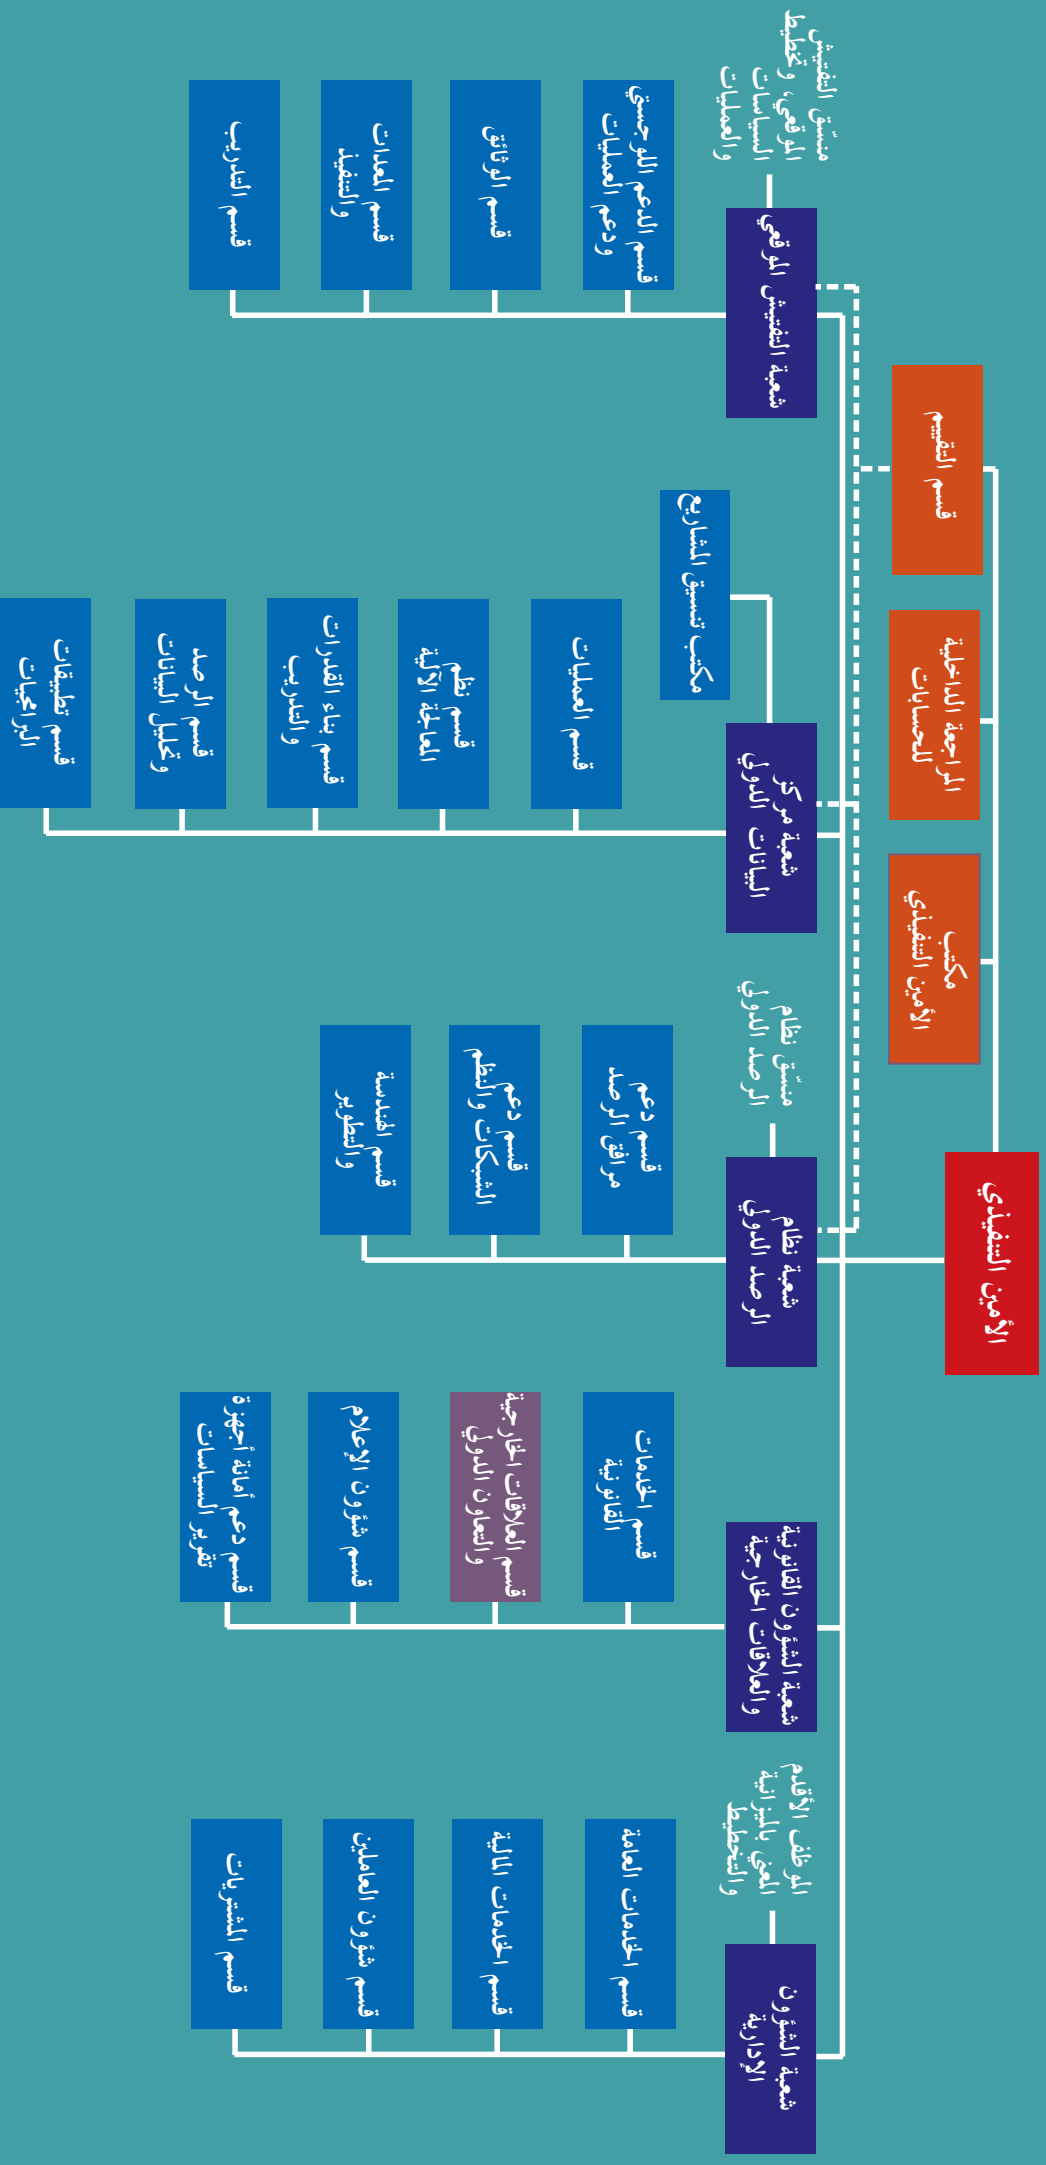 الأمين التنفيذي
مكتب
الأمين التنفيذي
المراجعة الداخلية
للحسابات
قسم التقييم
شعبة الشؤون
الإدارية
الموظف الأقدم
المعني بالميزانية
والتخطيط
قسم الخدمات العامة
قسم الخدمات المالية
قسم شؤون العاملين
قسم المشتريات
شعبة الشؤون القانونية
والعلاقات الخارجية
قسم الخدمات
القانونية
قسم العلاقات الخارجية
والتعاون الدولي
قسم شؤون الإعلام
قسم دعم أمانة أجهزة
تقرير السياسات
شعبة نظام
الرصد الدولي
منسّق نظام
الرصد الدولي
قسم دعم
مرافق الرصد
قسم دعم
الشبكات والنظم
قسم الهندسة
والتطوير
شعبة مركز
البيانات الدولي
مكتب تنسيق المشاريع
قسم العمليات
قسم نظم
المعالجة الآلية
قسم بناء القدرات
والتدريب
قسم الرصد
وتحليل البيانات
قسم تطبيقات
البرامجيات
شعبة التفتيش الموقعي
منسّق التفتيش
الموقعي، وتخطيط
السياسات
والعمليات
قسم الدعم اللوجستي
ودعم العمليات
قسم الوثائق
قسم المعدات
والتنفيذ
قسم التدريب